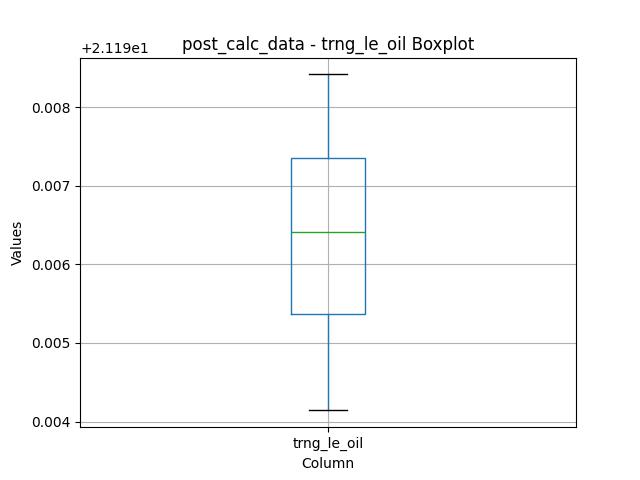 post_calc_data - trng_le_oil Boxplot
+2.119e1
0.008
0.007
0.006
0.005
0.004
Values
trng_le_oil
Column